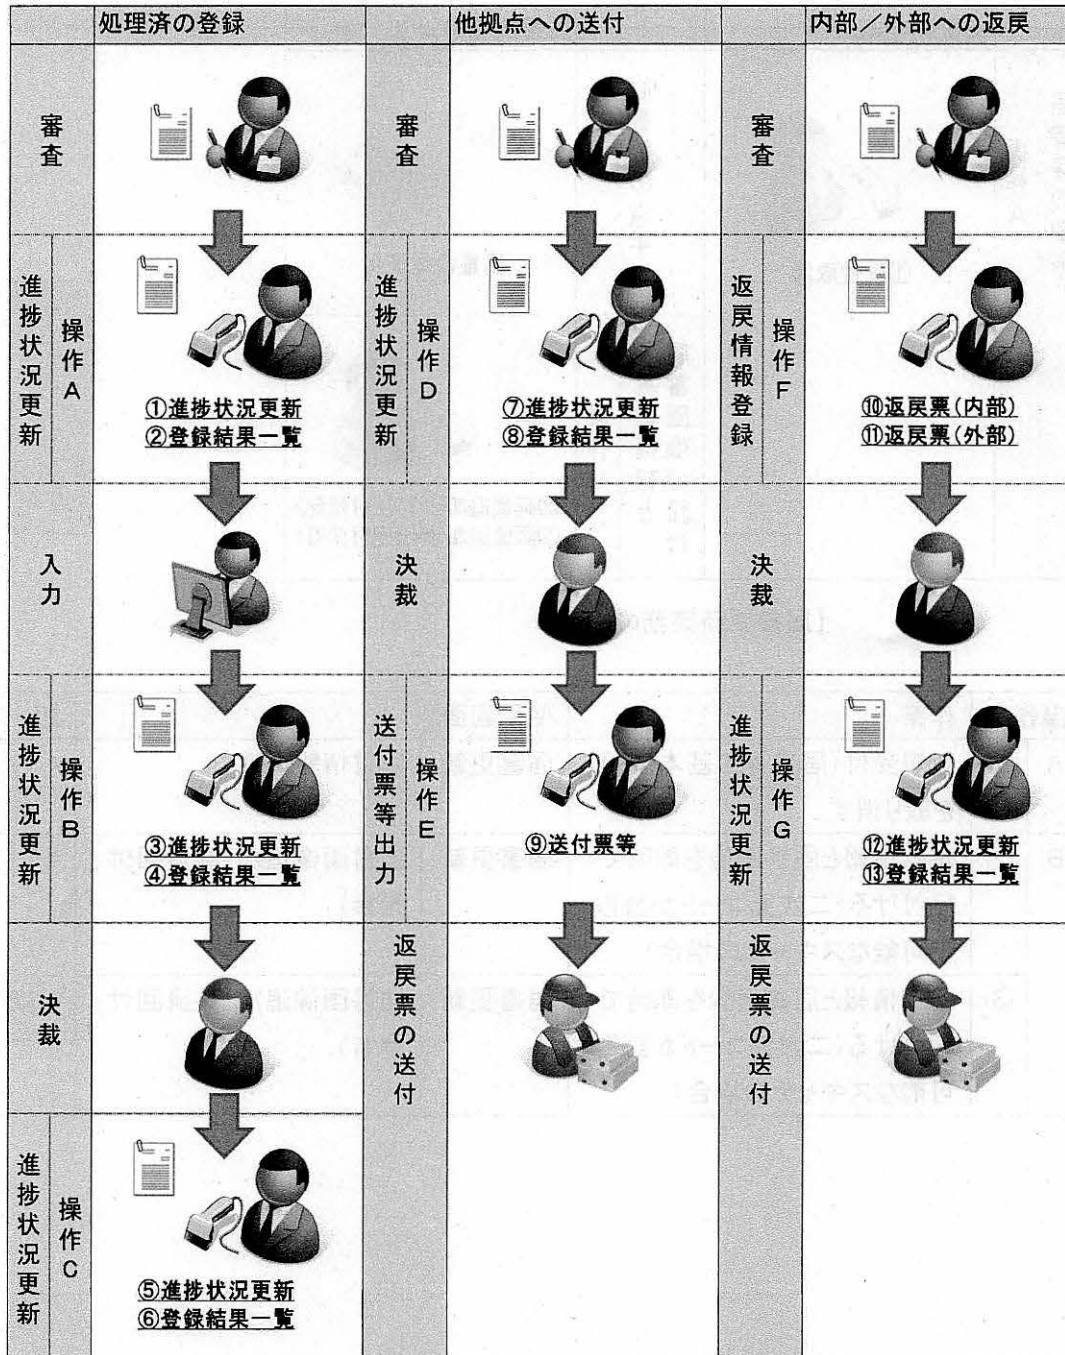 処理済の登録
他拠点への送付
内部／外部への返戻
審査
審査
審査
進捗状況更新
操作A
①進捗状況更新
②登録結果一覧
進捗状況更新
操作D
⑦進捗状況更新
⑧登録結果一覧
返戻情報登録
操作F
⑩返戻票（内部）
⑪返戻票（外部）
入力
決裁
決裁
進捗状況更新
操作B
③進捗状況更新
④登録結果一覧
送付票等出力
操作E
⑨送付票等
進捗状況更新
操作G
⑫進捗状況更新
⑬登録結果一覧
決裁
返戻票の送付
返戻票の送付
進捗状況更新
操作C
⑤進捗状況更新
⑥登録結果一覧